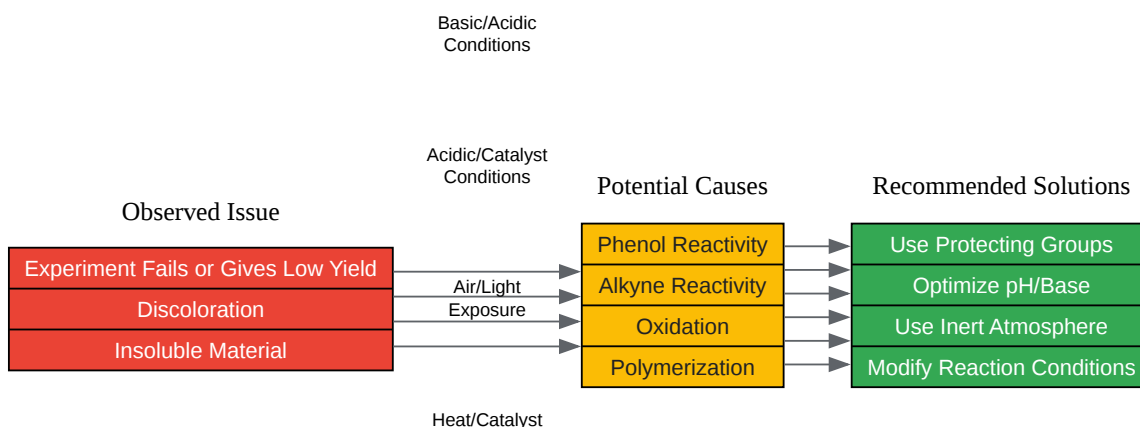 Basic/Acidic
Conditions
Acidic/Catalyst
Conditions
Potential Causes
Recommended Solutions
Observed Issue
Phenol Reactivity
Use Protecting Groups
Experiment Fails or Gives Low Yield
Alkyne Reactivity
Optimize pH/Base
Air/Light
Exposure
Discoloration
Oxidation
Use Inert Atmosphere
Insoluble Material
Polymerization
Modify Reaction Conditions
Heat/Catalyst